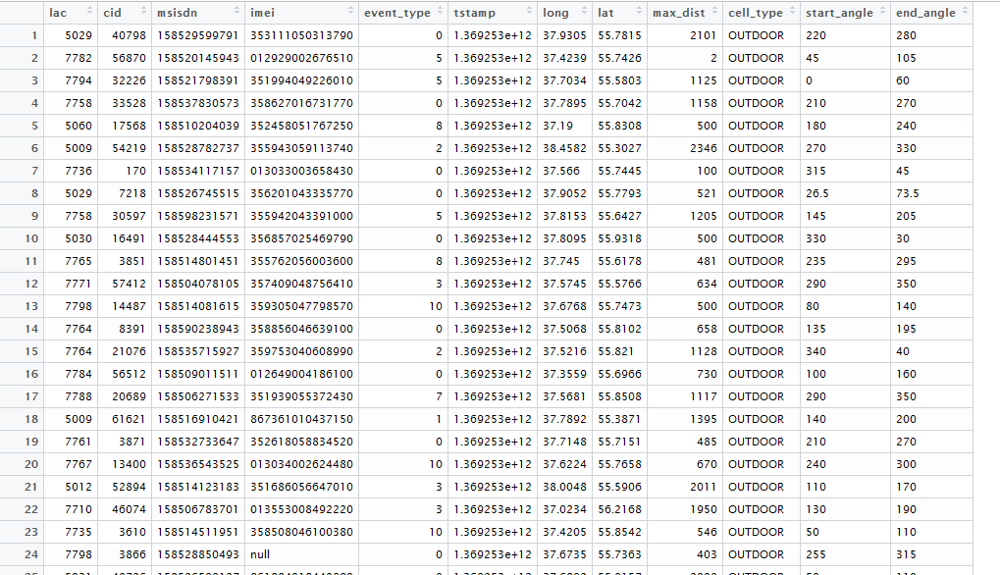 lac cid msisdn imei event_type tstamp long lat max_dist cell_type start_angle end_angle
1 5029 40798 158529599791 353111050313790 0 1.369253e+12 37.9305 55.7815 2101 OUTDOOR 220 280
2 7782 56870 158520145943 012929002676510 5 1.369253e+12 37.4239 55.7426 2 OUTDOOR 45 105
3 7794 32226 158521798391 351994049226010 5 1.369253e+12 37.7034 55.5803 1125 OUTDOOR 0 60
4 7758 33528 158537830573 358627016731770 0 1.369253e+12 37.7895 55.7042 1158 OUTDOOR 210 270
5 5060 17568 158510204039 352458051767250 8 1.369253e+12 37.19 55.8308 500 OUTDOOR 180 240
6 5009 54219 158528782737 355943059113740 2 1.369253e+12 38.4582 55.3027 2346 OUTDOOR 270 330
7 7736 170 158534117157 013033003658430 0 1.369253e+12 37.566 55.7445 100 OUTDOOR 315 45
8 5029 7218 158526745515 356201043335770 0 1.369253e+12 37.9052 55.7793 521 OUTDOOR 26.5 73.5
9 7758 30597 158598231571 355942043391000 5 1.369253e+12 37.8153 55.6427 1205 OUTDOOR 145 205
10 5030 16491 158528444553 356857025469790 0 1.369253e+12 37.8095 55.9318 500 OUTDOOR 330 30
11 7765 3851 158514801451 355762056003600 8 1.369253e+12 37.745 55.6178 481 OUTDOOR 235 295
12 7771 57412 158504078105 357409048756410 3 1.369253e+12 37.5745 55.5766 634 OUTDOOR 290 350
13 7798 14487 158514081615 359305047798570 10 1.369253e+12 37.6768 55.7473 500 OUTDOOR 80 140
14 7764 8391 158590238943 358856046639100 0 1.369253e+12 37.5068 55.8102 658 OUTDOOR 135 195
15 7764 21076 158535715927 359753040608990 2 1.369253e+12 37.5216 55.821 1128 OUTDOOR 340 40
16 7784 56512 158509011511 012649004186100 0 1.369253e+12 37.3559 55.6966 730 OUTDOOR 100 160
17 7788 20689 158506271533 351939055372430 7 1.369253e+12 37.5681 55.8508 1117 OUTDOOR 290 350
18 5009 61621 158516910421 867361010437150 1 1.369253e+12 37.7892 55.3871 1395 OUTDOOR 140 200
19 7761 3871 158532733647 352618058834520 0 1.369253e+12 37.7148 55.7151 485 OUTDOOR 210 270
20 7767 13400 158536543525 013034002624480 10 1.369253e+12 37.6224 55.7658 670 OUTDOOR 240 300
21 5012 52894 158514123183 351686056647010 3 1.369253e+12 38.0048 55.5906 2011 OUTDOOR 110 170
22 7710 46074 158506783701 013553008492220 3 1.369253e+12 37.0234 56.2168 1950 OUTDOOR 130 190
23 7735 3610 158514511951 358508046100380 10 1.369253e+12 37.4205 55.8542 546 OUTDOOR 50 110
24 7798 3866 158528850493 null 0 1.369253e+12 37.6735 55.7363 403 OUTDOOR 255 315